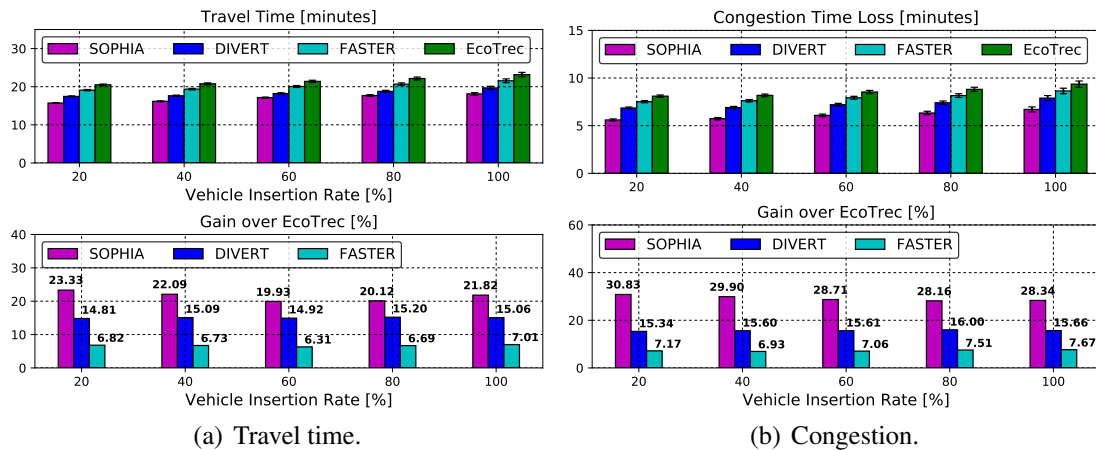 Travel Time [minutes]
SOPHIA DIVERT FASTER EcoTrec
30
20
10
0
20 40 60 80 100
Vehicle Insertion Rate [%]
Gain over EcoTrec [%]
SOPHIA DIVERT FASTER
40
30
20
10
0
23.33 22.09 19.93 20.12 21.82
14.81 15.09 14.92 15.20 15.06
6.82 6.73 6.31 6.69 7.01
20 40 60 80 100
Vehicle Insertion Rate [%]
(a) Travel time.
Congestion Time Loss [minutes]
SOPHIA DIVERT FASTER EcoTrec
15
10
5
0
20 40 60 80 100
Gain over EcoTrec [%]
SOPHIA DIVERT FASTER
60
40
20
0
30.83 29.90 28.71 28.16 28.34
15.34 15.60 15.61 16.00 15.66
7.17 6.93 7.06 7.51 7.67
20 40 60 80 100
Vehicle Insertion Rate [%]
(b) Congestion.